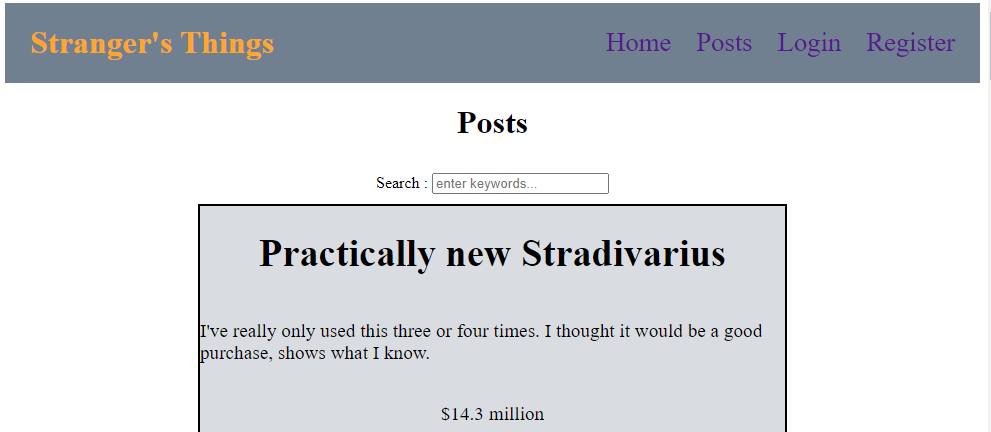 Stranger's Things
Home Posts Login Register
Posts
Search : enter keywords...
Practically new Stradivarius
I've really only used this three or four times. I thought it would be a good
purchase, shows what I know.
$14.3 million